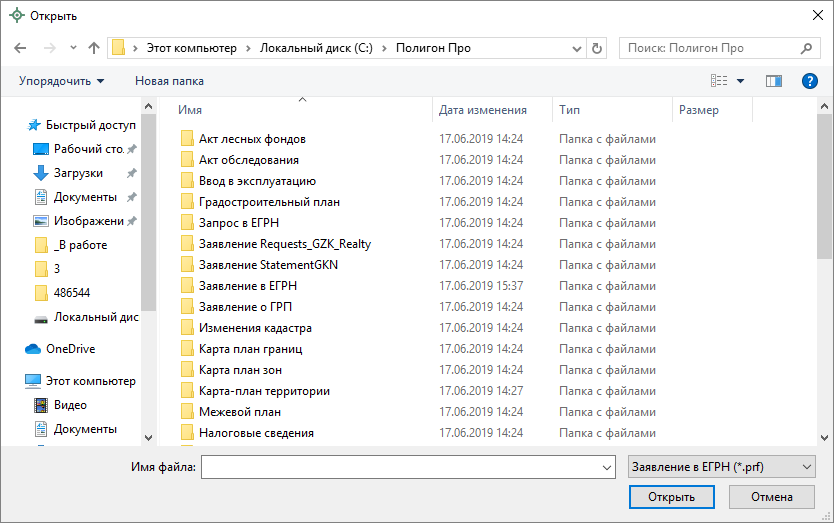 Открыть
Этот компьютер Локальный диск (C:) Полигон Про
Поиск: Полигон Про
Упорядочить Новая папка
Имя Дата изменения Тип Размер
Быстрый доступ
Рабочий сто.
Загрузки
Документы
Изображени
_В работе
3
486544
Локальный дис
OneDrive
Этот компьютер
Видео
Документы
Акт лесных фондов 17.06.2019 14:24 Папка с файлами
Акт обследования 17.06.2019 14:24 Папка с файлами
Ввод в эксплуатацию 17.06.2019 14:24 Папка с файлами
Градостроительный план 17.06.2019 14:24 Папка с файлами
Запрос в ЕГРН 17.06.2019 14:24 Папка с файлами
Заявление Requests_GZK_Realty 17.06.2019 14:24 Папка с файлами
Заявление StatementGKN 17.06.2019 14:24 Папка с файлами
Заявление в ЕГРН 17.06.2019 15:37 Папка с файлами
Заявление о ГРП 17.06.2019 14:24 Папка с файлами
Изменения кадастра 17.06.2019 14:24 Папка с файлами
Карта план границ 17.06.2019 14:24 Папка с файлами
Карта план зон 17.06.2019 14:24 Папка с файлами
Карта-план территории 17.06.2019 14:27 Папка с файлами
Межевой план 17.06.2019 14:24 Папка с файлами
Налоговые сведения 17.06.2019 14:24 Папка с файлами
Имя файла: Заявление в ЕГРН (*.prf)
Открыть Отмена